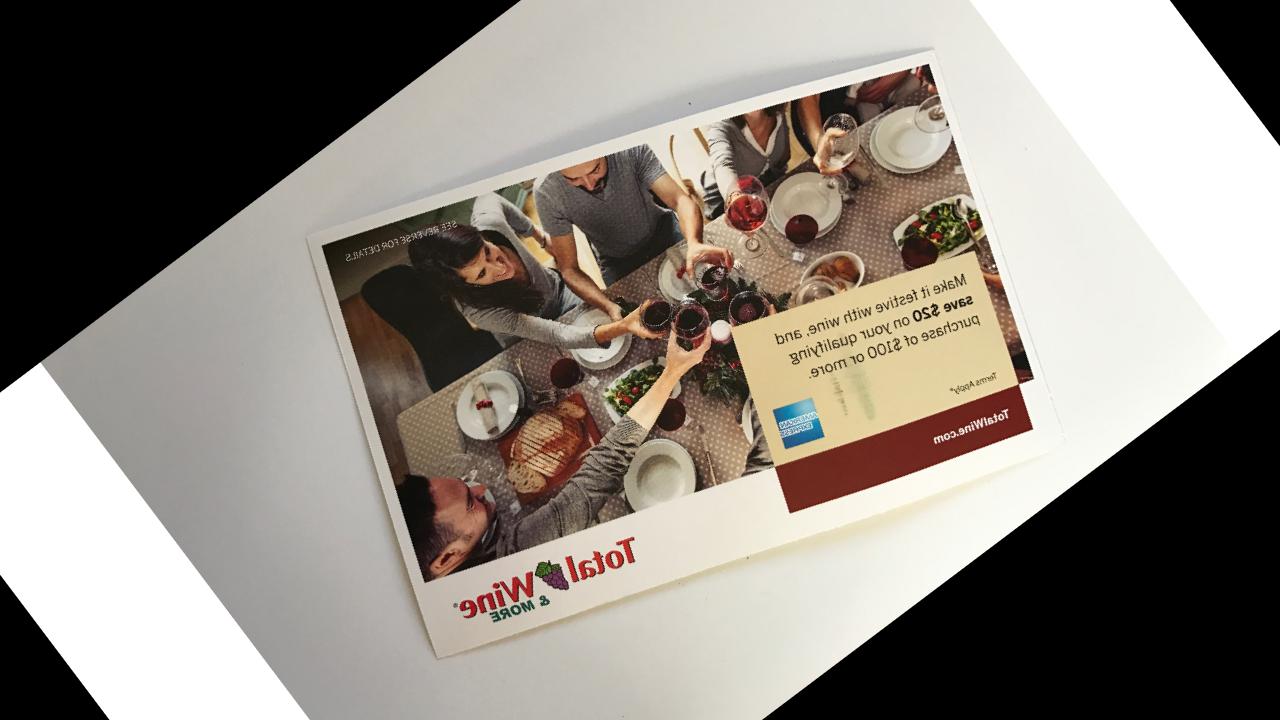 SEE REVERSE FOR DETAILS.
Make it festive with wine, and
save $20 on your qualifying
purchase of $100 or more.
Terms Apply*
AMERICAN
EXPRESS
TotalWine.com
Total Wine®
& MORE